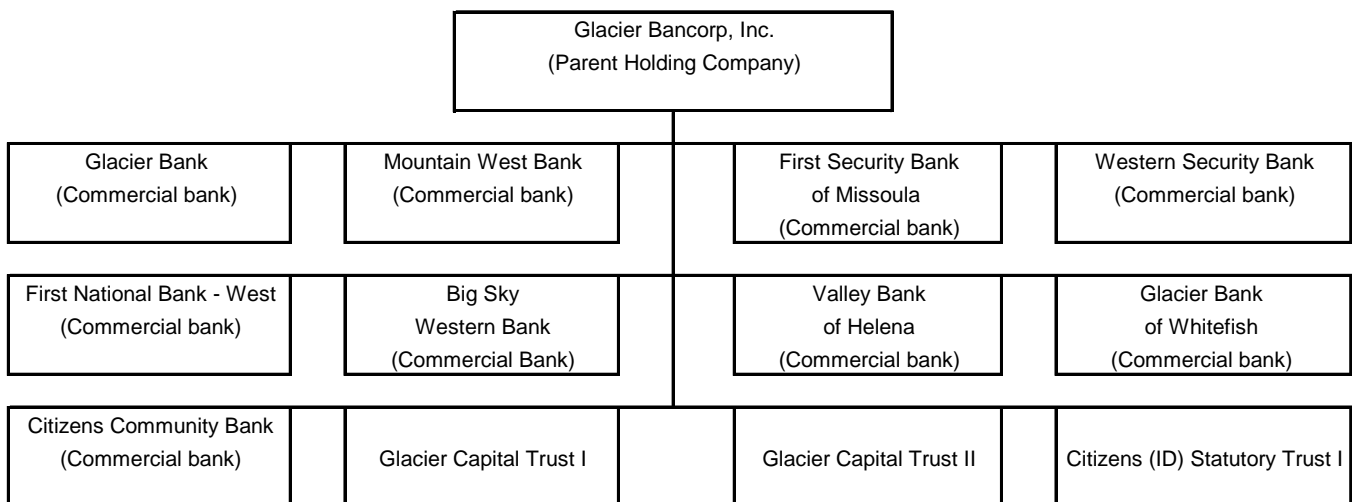 Glacier Bancorp, Inc.
(Parent Holding Company)
Glacier Bank
(Commercial bank)
Mountain West Bank
(Commercial bank)
First Security Bank
of Missoula
(Commercial bank)
Western Security Bank
(Commercial bank)
First National Bank - West
(Commercial bank)
Big Sky
Western Bank
(Commercial Bank)
Valley Bank
of Helena
(Commercial bank)
Glacier Bank
of Whitefish
(Commercial bank)
Citizens Community Bank
(Commercial bank)
Glacier Capital Trust I
Glacier Capital Trust II
Citizens (ID) Statutory Trust I